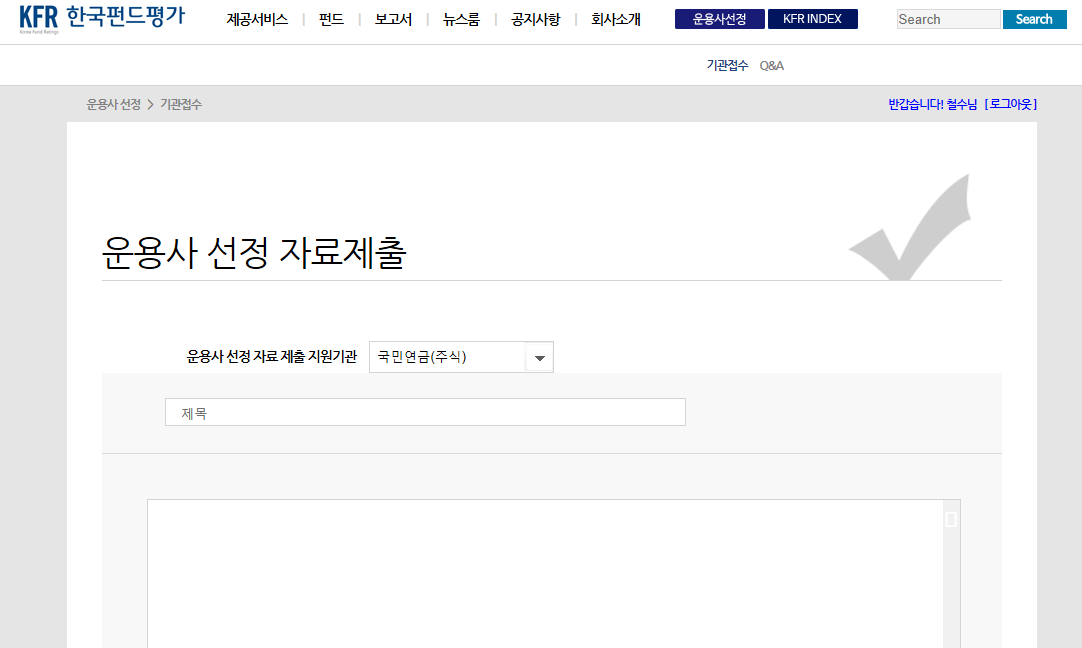 KFR 한국펀드평가
Korea Fund Ratings
제공서비스 | 펀드 | 보고서 | 뉴스룸 | 공지사항 | 회사소개
운용사선정 KFR INDEX
Search Search
기관접수 Q&A
운용사 선정 > 기관접수
반갑습니다! 철수님 [로그아웃]
운용사 선정 자료제출
운용사 선정 자료 제출 지원기관 국민연금(주식)
제목